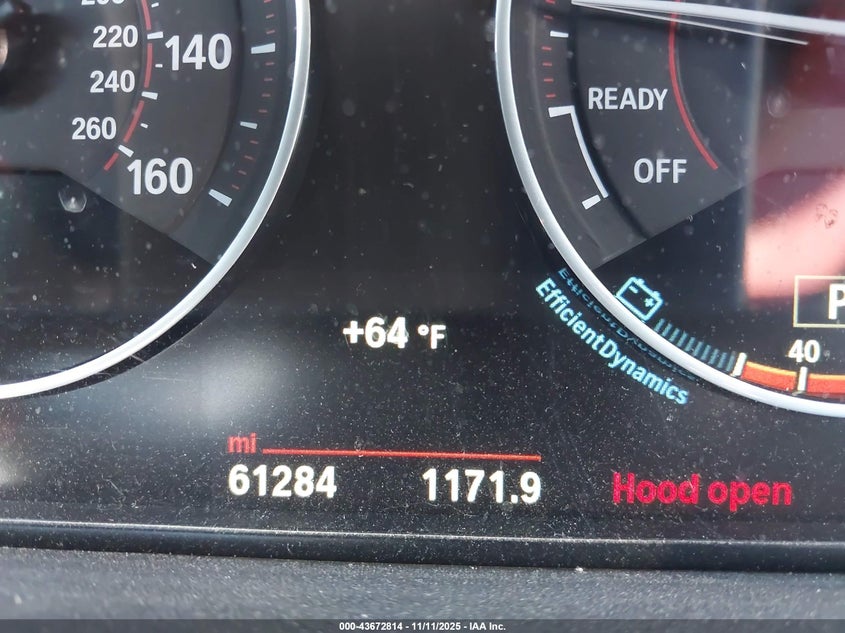 220
240
260
140
160
READY
OFF
+64 °F
EfficientDynamics
40
P
mi
61284 1171.9
Hood open
000-43672814 - 11/11/2025 - IAA Inc.